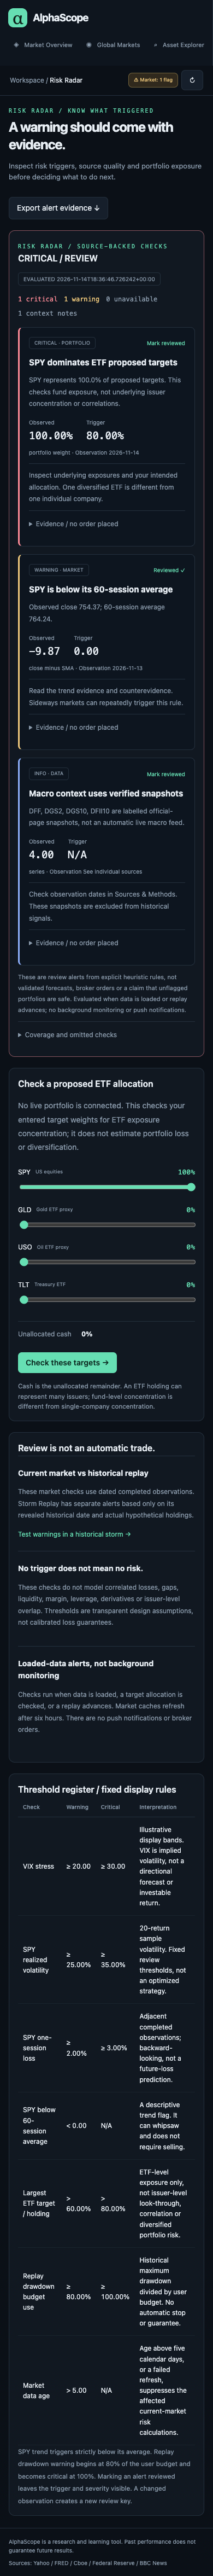 α AlphaScope
Market Overview Global Markets Asset Explorer
Workspace / Risk Radar
⚠ Market: 1 flag ↻
RISK RADAR / KNOW WHAT TRIGGERED
A warning should come with
evidence.
Inspect risk triggers, source quality and portfolio exposure
before deciding what to do next.
Export alert evidence ↓
RISK RADAR / SOURCE-BACKED CHECKS
CRITICAL / REVIEW
EVALUATED 2026-11-14T18:36:46.726242+00:00
1 critical 1 warning 0 unavailable
1 context notes
CRITICAL · PORTFOLIO Mark reviewed
SPY dominates ETF proposed targets
SPY represents 100.0% of proposed targets. This
checks fund exposure, not underlying issuer
concentration or correlations.
Observed Trigger
100.00% 80.00%
portfolio weight · Observation 2026-11-14
Inspect underlying exposures and your intended
allocation. One diversified ETF is different from
one individual company.
▸ Evidence / no order placed
WARNING · MARKET Reviewed ✓
SPY is below its 60-session average
Observed close 754.37; 60-session average
764.24.
Observed Trigger
−9.87 0.00
close minus SMA · Observation 2026-11-13
Read the trend evidence and counterevidence.
Sideways markets can repeatedly trigger this rule.
▸ Evidence / no order placed
INFO · DATA Mark reviewed
Macro context uses verified snapshots
DFF, DGS2, DGS10, DFII10 are labelled official-
page snapshots, not an automatic live macro feed.
Observed Trigger
4.00 N/A
series · Observation See individual sources
Check observation dates in Sources & Methods.
These snapshots are excluded from historical
signals.
▸ Evidence / no order placed
These are review alerts from explicit heuristic rules, not
validated forecasts, broker orders or a claim that unflagged
portfolios are safe. Evaluated when data is loaded or replay
advances; no background monitoring or push notifications.
▸ Coverage and omitted checks
Check a proposed ETF allocation
No live portfolio is connected. This checks your
entered target weights for ETF exposure
concentration; it does not estimate portfolio loss
or diversification.
SPY US equities 100%
GLD Gold ETF proxy 0%
USO Oil ETF proxy 0%
TLT Treasury ETF 0%
Unallocated cash 0%
Check these targets →
Cash is the unallocated remainder. An ETF holding can
represent many issuers; fund-level concentration is
different from single-company concentration.
Review is not an automatic trade.
Current market vs historical replay
These market checks use dated completed observations.
Storm Replay has separate alerts based only on its
revealed historical date and actual hypothetical holdings.
Test warnings in a historical storm →
No trigger does not mean no risk.
These checks do not model correlated losses, gaps,
liquidity, margin, leverage, derivatives or issuer-level
overlap. Thresholds are transparent design assumptions,
not calibrated loss guarantees.
Loaded-data alerts, not background
monitoring
Checks run when data is loaded, a target allocation is
checked, or a replay advances. Market caches refresh
after six hours. There are no push notifications or broker
orders.
Threshold register / fixed display rules
Check Warning Critical Interpretation
VIX stress ≥ 20.00 ≥ 30.00 Illustrative
display bands.
VIX is implied
volatility, not a
directional
forecast or
investable
return.
SPY
realized
volatility ≥
25.00% ≥
35.00% 20-return
sample
volatility. Fixed
review
thresholds, not
an optimized
strategy.
SPY one-
session
loss ≥
2.00% ≥ 3.00% Adjacent
completed
observations;
backward-
looking, not a
future-loss
prediction.
SPY below
60-
session
average < 0.00 N/A A descriptive
trend flag. It
can whipsaw
and does not
require selling.
Largest
ETF target
/ holding >
60.00% >
80.00% ETF-level
exposure only,
not issuer-level
look-through,
correlation or
diversified
portfolio risk.
Replay
drawdown
budget
use ≥
80.00% ≥
100.00% Historical
maximum
drawdown
divided by user
budget. No
automatic stop
or guarantee.
Market
data age > 5.00 N/A Age above five
calendar days,
or a failed
refresh,
suppresses the
affected
current-market
risk
calculations.
SPY trend triggers strictly below its average. Replay
drawdown warning begins at 80% of the user budget and
becomes critical at 100%. Marking an alert reviewed
leaves the trigger and severity visible. A changed
observation creates a new review key.
AlphaScope is a research and learning tool. Past performance does not
guarantee future results.
Sources: Yahoo / FRED / Cboe / Federal Reserve / BBC News